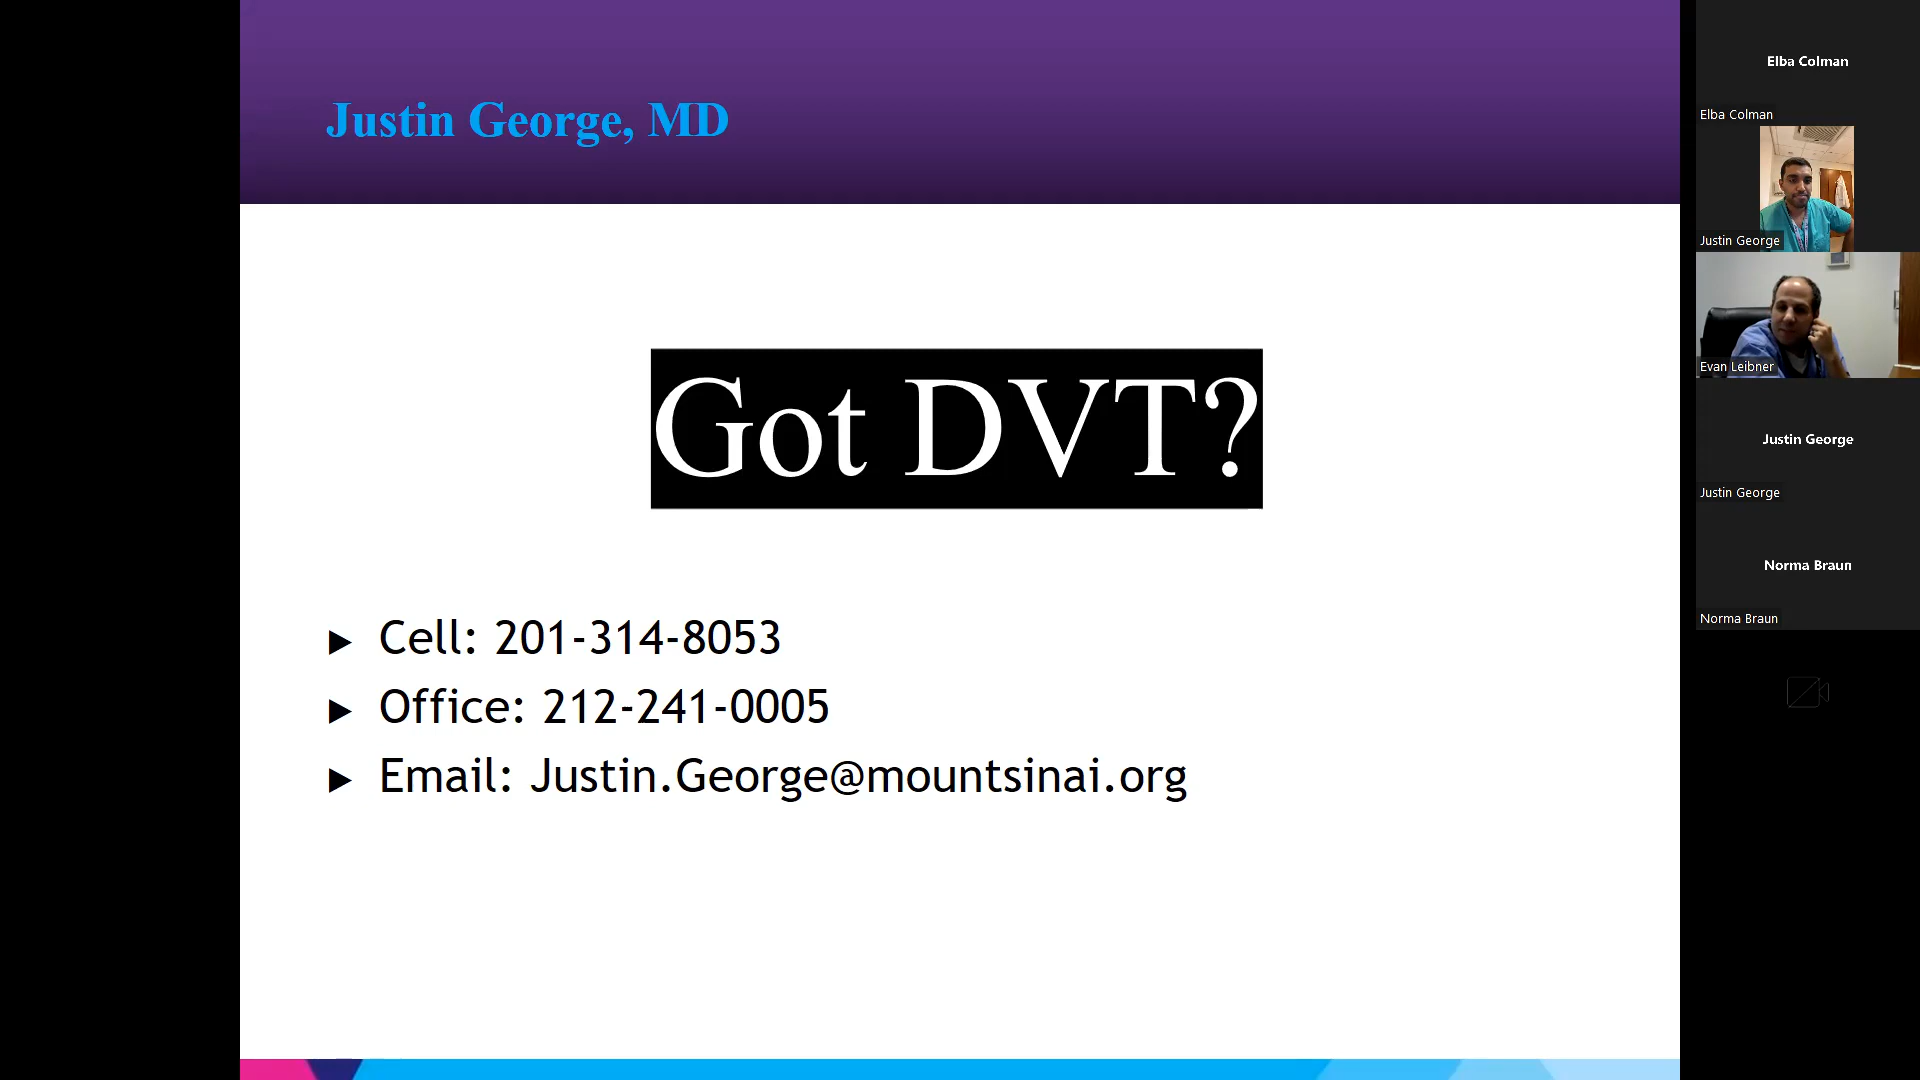 Justin George, MD
Got DVT?
► Cell: 201-314-8053
► Office: 212-241-0005
► Email: Justin.George@mountsinai.org
Elba Colman
Elba Colman
Justin George
Evan Leibner
Justin George
Justin George
Norma Braun
Norma Braun